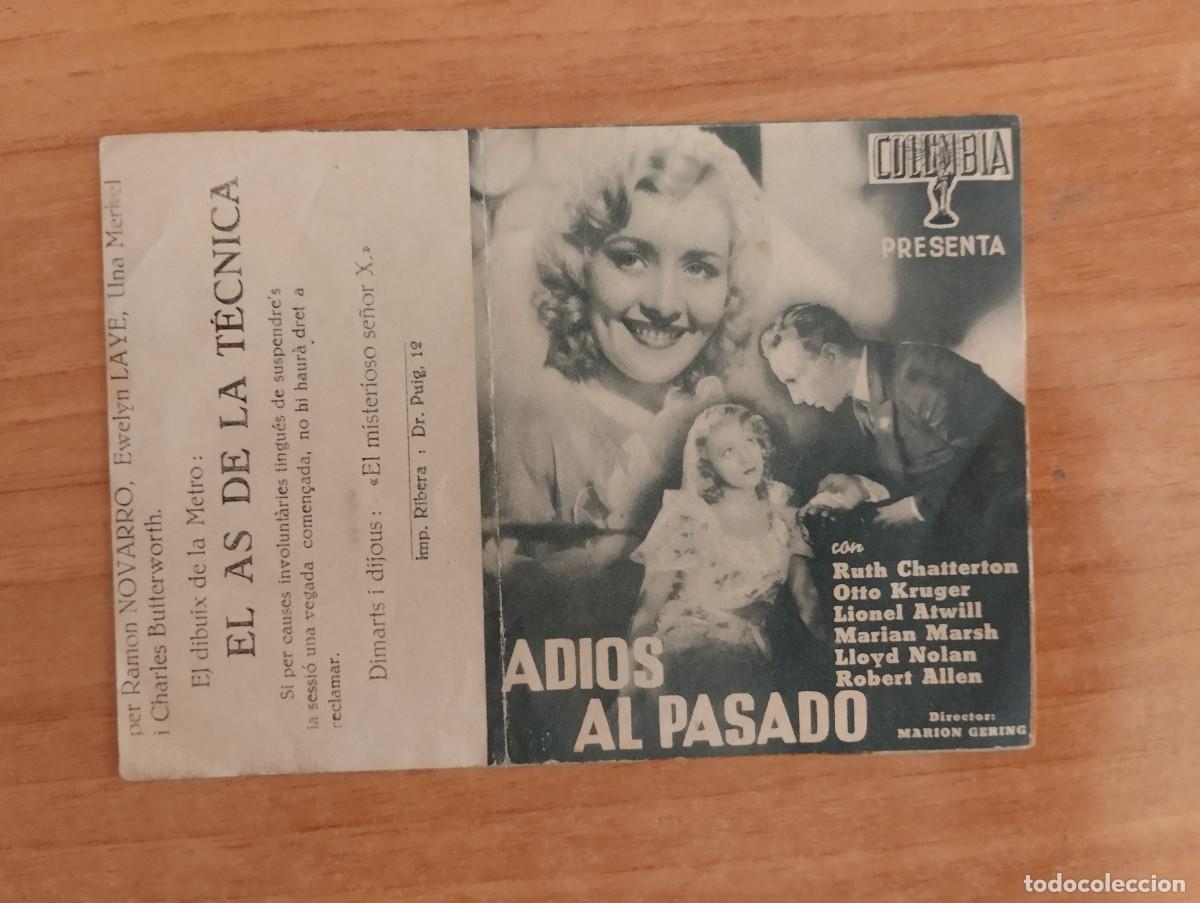 per Ramon NOVARRO, Ewelyn LAYE, Una Merkel
i Charles Butterworth.
El dibuix de la Metro:
EL AS DE LA TÉCNICA
Si per causes involuntàries tingués de suspendre's
la sessió una vegada començada, no hi haurà dret a
reclamar.
Dimarts i dijous: «El misterioso señor X.»
Imp. Ribera : Dr. Puig, 1º
COLUMBIA
PRESENTA
con
Ruth Chatterton
Otto Kruger
Lionel Atwill
Marian Marsh
Lloyd Nolan
Robert Allen
ADIOS
AL PASADO
Director:
MARION GERING
todocoleccion